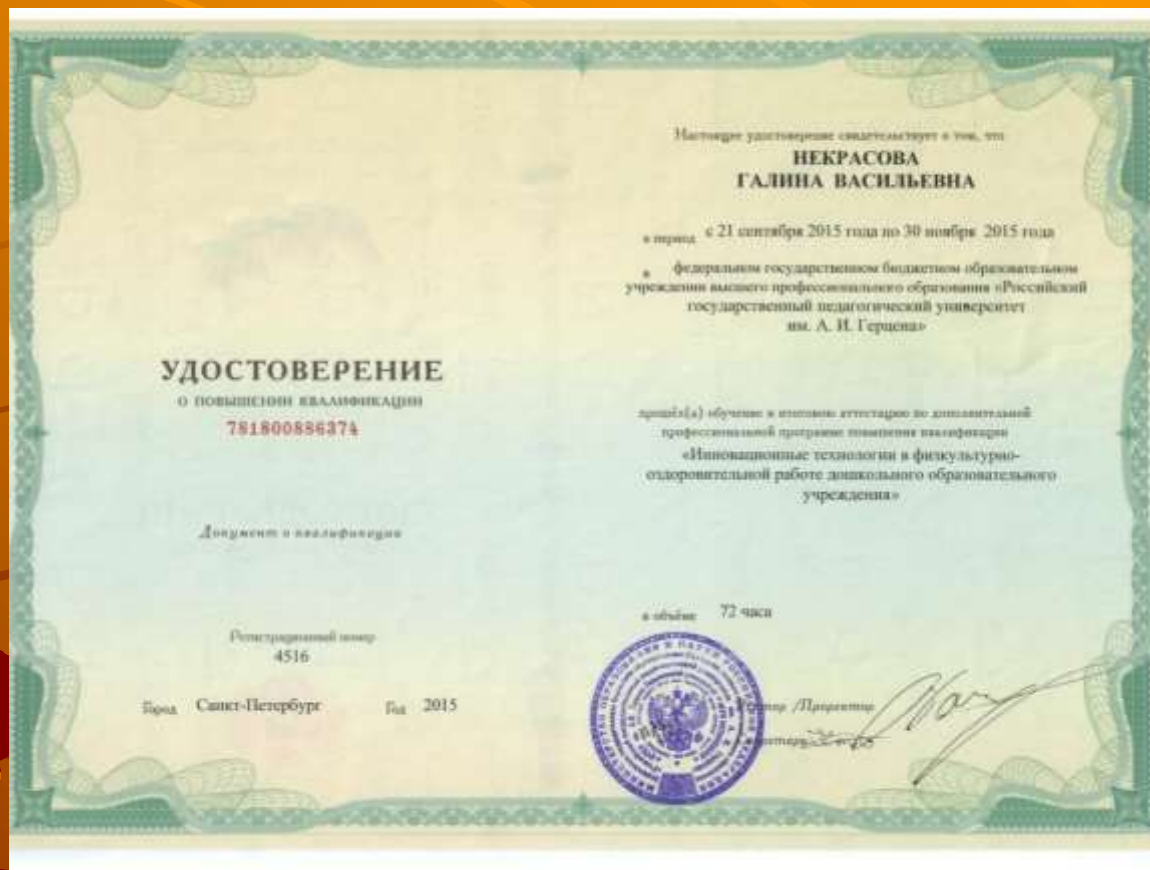 УДОСТОВЕРЕНИЕ
О ПОВЫШЕНИИ КВАЛИФИКАЦИИ
781800886374
Документ о квалификации
Регистрационный номер
4516
Город Санкт-Петербург Год 2015
Настоящее удостоверение свидетельствует о том, что
НЕКРАСОВА
ГАЛИНА ВАСИЛЬЕВНА
в период с 21 сентября 2015 года по 30 ноября 2015 года
в федеральном государственном бюджетном образовательном
учреждении высшего профессионального образования «Российский
государственный педагогический университет
им. А. И. Герцена»
прошёл(а) обучение и итоговую аттестацию по дополнительной
профессиональной программе повышения квалификации
«Инновационные технологии в физкультурно-
оздоровительной работе дошкольного образовательного
учреждения»
в объёме 72 часа
Ректор /Проректор